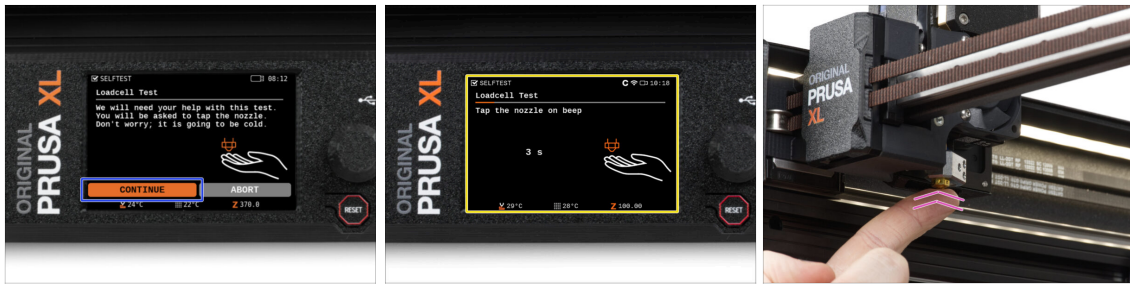 ORIGINAL
PRUSA XL
SELFTEST
08:12
Loadcell Test
We will need your help with this test.
You will be asked to tap the nozzle.
Don't worry; it is going to be cold.
CONTINUE
ABORT
24°C
22°C
Z 370.0
RESET
ORIGINAL
PRUSA XL
SELFTEST
C
10:18
Loadcell Test
Tap the nozzle on beep
3 s
29°C
28°C
Z 100.00
RESET
ORIGINAL
PRUSA
XL